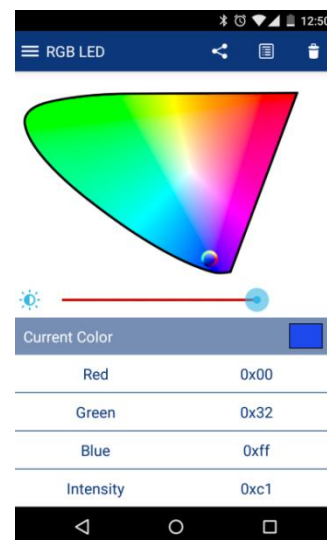 12:50
RGB LED
Current Color
Red 0x00
Green 0x32
Blue 0xff
Intensity 0xc1